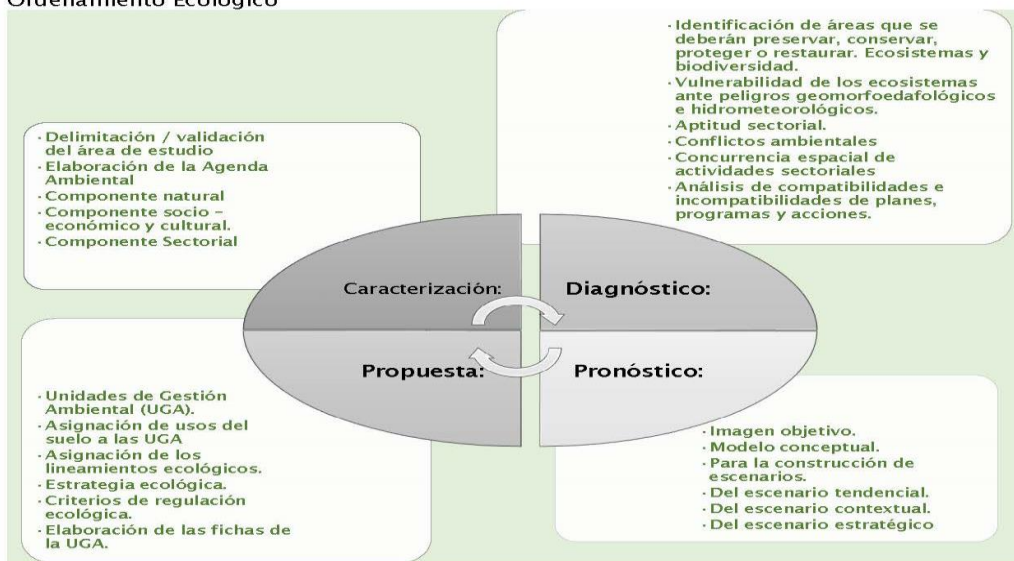 Ordenamiento Ecológico
· Delimitación / validación
del área de estudio
· Elaboración de la Agenda
Ambiental
· Componente natural
· Componente socio –
económico y cultural.
· Componente Sectorial
· Identificación de áreas que se
deberán preservar, conservar,
proteger o restaurar. Ecosistemas y
biodiversidad.
· Vulnerabilidad de los ecosistemas
ante peligros geomorfoedafológicos
e hidrometeorológicos.
· Aptitud sectorial.
· Conflictos ambientales
· Concurrencia espacial de
actividades sectoriales
· Análisis de compatibilidades e
incompatibilidades de planes,
programas y acciones.
Caracterización:
Diagnóstico:
Propuesta:
Pronóstico:
· Unidades de Gestión
Ambiental (UGA).
· Asignación de usos del
suelo a las UGA
· Asignación de los
lineamientos ecológicos.
· Estrategia ecológica.
· Criterios de regulación
ecológica.
· Elaboración de las fichas de
la UGA.
· Imagen objetivo.
· Modelo conceptual.
· Para la construcción de
escenarios.
· Del escenario tendencial.
· Del escenario contextual.
· Del escenario estratégico